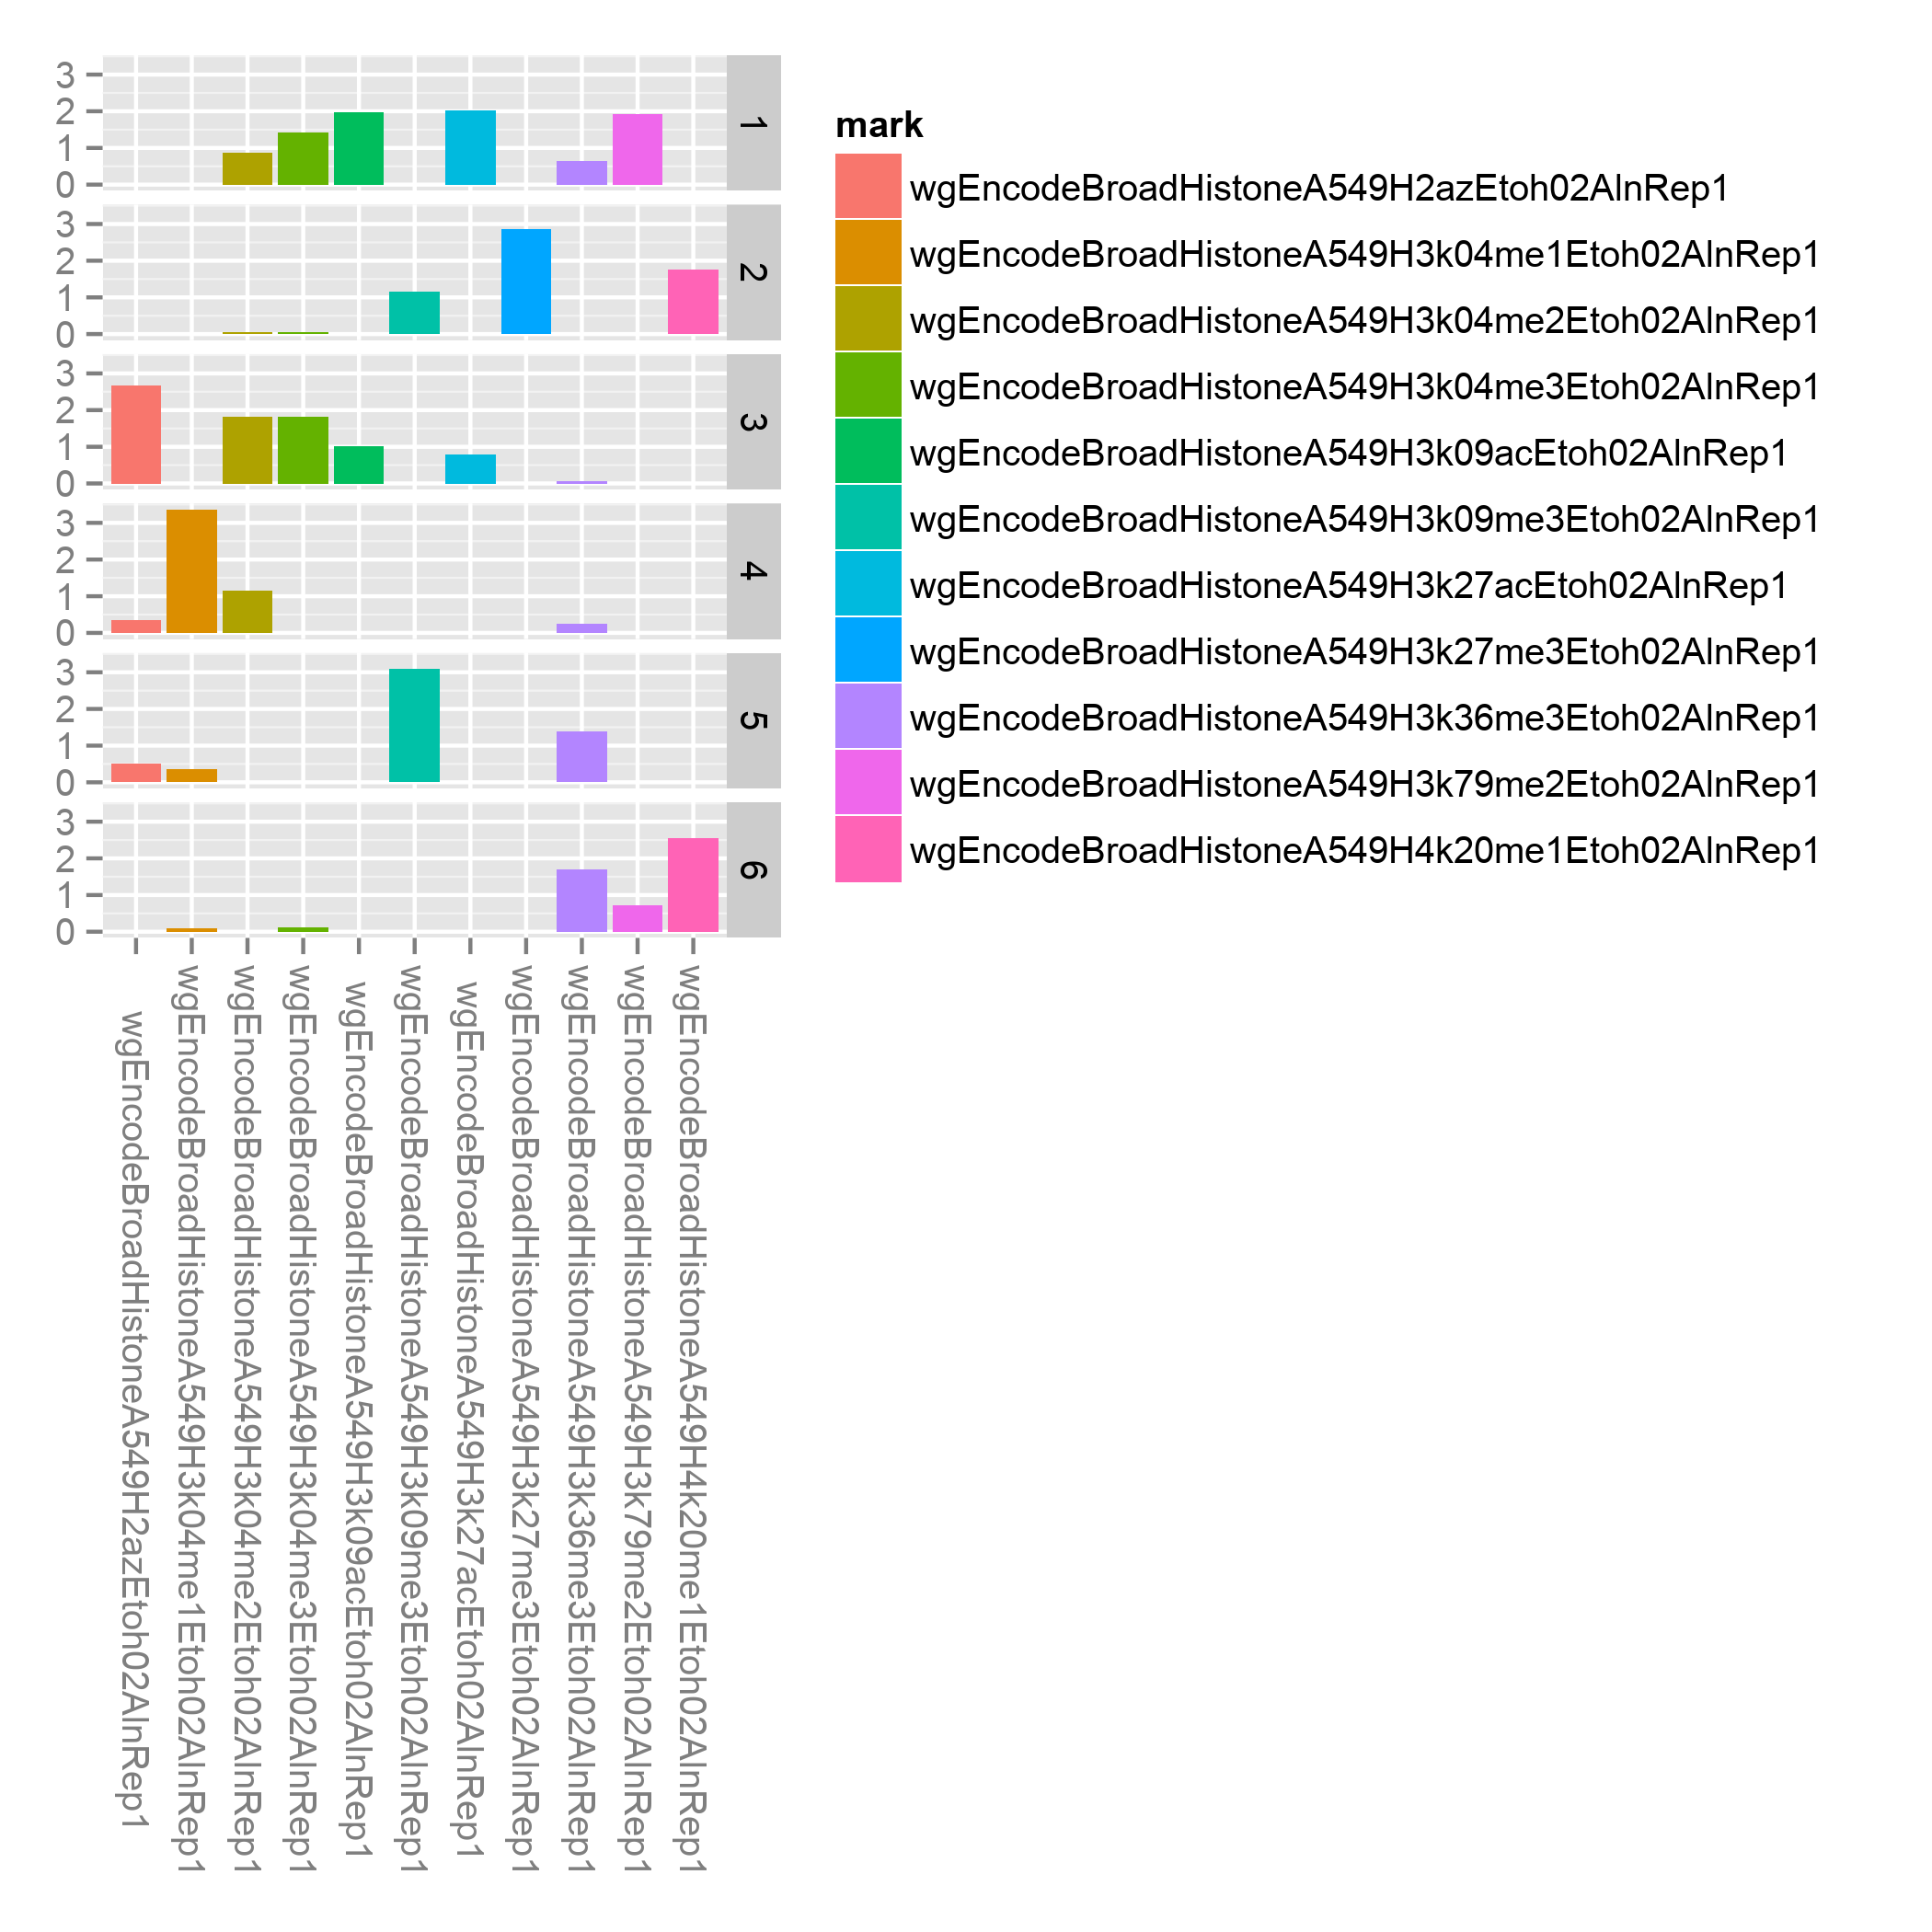 3
2
1
0
1
3
2
1
0
2
3
2
1
0
3
3
2
1
0
4
3
2
1
0
5
3
2
1
0
6
wgEncodeBroadHistoneA549H2azEtoh02AlnRep1
wgEncodeBroadHistoneA549H3k04me1Etoh02AlnRep1
wgEncodeBroadHistoneA549H3k04me2Etoh02AlnRep1
wgEncodeBroadHistoneA549H3k04me3Etoh02AlnRep1
wgEncodeBroadHistoneA549H3k09acEtoh02AlnRep1
wgEncodeBroadHistoneA549H3k09me3Etoh02AlnRep1
wgEncodeBroadHistoneA549H3k27acEtoh02AlnRep1
wgEncodeBroadHistoneA549H3k27me3Etoh02AlnRep1
wgEncodeBroadHistoneA549H3k36me3Etoh02AlnRep1
wgEncodeBroadHistoneA549H3k79me2Etoh02AlnRep1
wgEncodeBroadHistoneA549H4k20me1Etoh02AlnRep1
mark
wgEncodeBroadHistoneA549H2azEtoh02AlnRep1
wgEncodeBroadHistoneA549H3k04me1Etoh02AlnRep1
wgEncodeBroadHistoneA549H3k04me2Etoh02AlnRep1
wgEncodeBroadHistoneA549H3k04me3Etoh02AlnRep1
wgEncodeBroadHistoneA549H3k09acEtoh02AlnRep1
wgEncodeBroadHistoneA549H3k09me3Etoh02AlnRep1
wgEncodeBroadHistoneA549H3k27acEtoh02AlnRep1
wgEncodeBroadHistoneA549H3k27me3Etoh02AlnRep1
wgEncodeBroadHistoneA549H3k36me3Etoh02AlnRep1
wgEncodeBroadHistoneA549H3k79me2Etoh02AlnRep1
wgEncodeBroadHistoneA549H4k20me1Etoh02AlnRep1